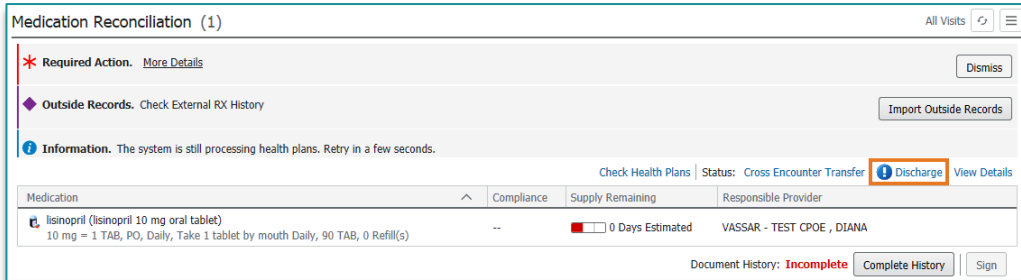 Medication Reconciliation (1) All Visits
Required Action. More Details Dismiss
Outside Records. Check External RX History Import Outside Records
Information. The system is still processing health plans. Retry in a few seconds.
Check Health Plans Status: Cross Encounter Transfer Discharge View Details
Medication Compliance Supply Remaining Responsible Provider
lisinopril (lisinopril 10 mg oral tablet)
10 mg = 1 TAB, PO, Daily, Take 1 tablet by mouth Daily, 90 TAB, 0 Refill(s) -- 0 Days Estimated VASSAR - TEST CPOE , DIANA
Document History: Incomplete Complete History Sign